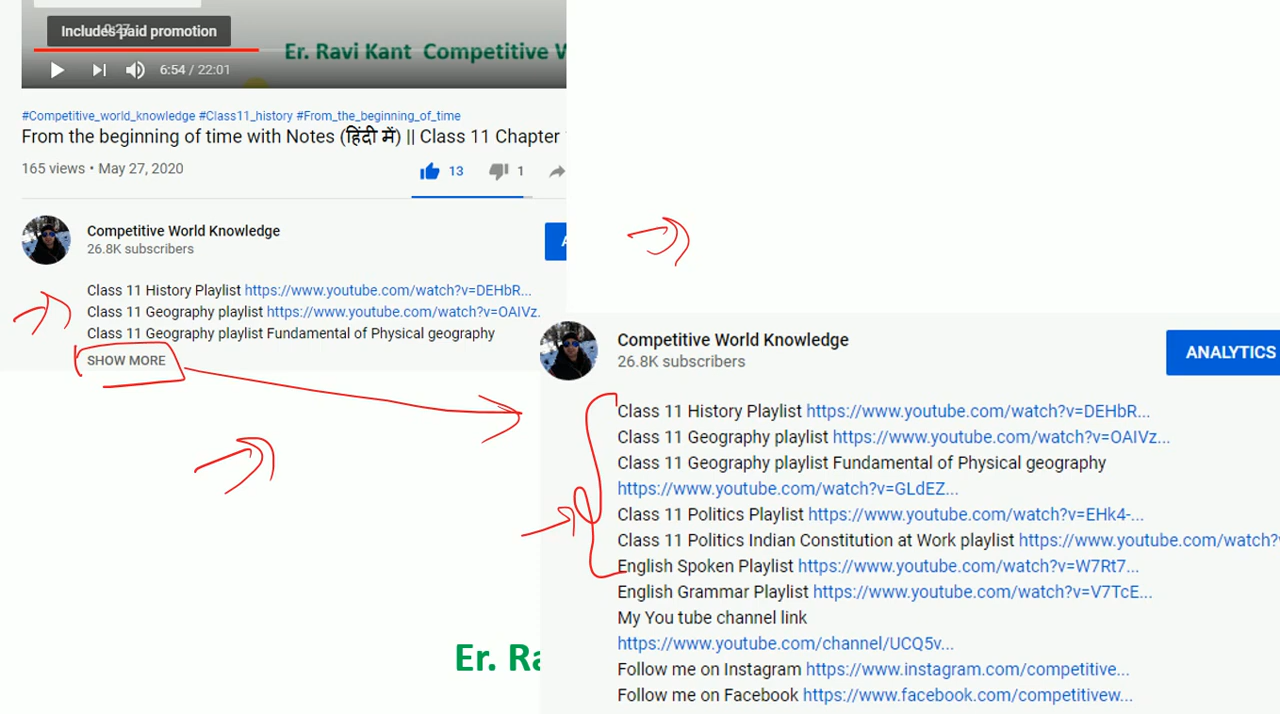 Includes paid promotion
Er. Ravi Kant Competitive W
6:54 / 22:01
#Competitive_world_knowledge #Class11_history #From_the_beginning_of_time
From the beginning of time with Notes (हिंदी में) || Class 11 Chapter
165 views • May 27, 2020
13
1
Competitive World Knowledge
26.8K subscribers
Class 11 History Playlist https://www.youtube.com/watch?v=DEHbR...
Class 11 Geography playlist https://www.youtube.com/watch?v=OAIVz.
Class 11 Geography playlist Fundamental of Physical geography
SHOW MORE
Competitive World Knowledge
26.8K subscribers
ANALYTICS
Class 11 History Playlist https://www.youtube.com/watch?v=DEHbR...
Class 11 Geography playlist https://www.youtube.com/watch?v=OAIVz...
Class 11 Geography playlist Fundamental of Physical geography
https://www.youtube.com/watch?v=GLdEZ...
Class 11 Politics Playlist https://www.youtube.com/watch?v=EHk4-...
Class 11 Politics Indian Constitution at Work playlist https://www.youtube.com/watch?
English Spoken Playlist https://www.youtube.com/watch?v=W7Rt7...
English Grammar Playlist https://www.youtube.com/watch?v=V7TcE...
My You tube channel link
https://www.youtube.com/channel/UCQ5v...
Follow me on Instagram https://www.instagram.com/competitive...
Follow me on Facebook https://www.facebook.com/competitivew...
Er. Ra